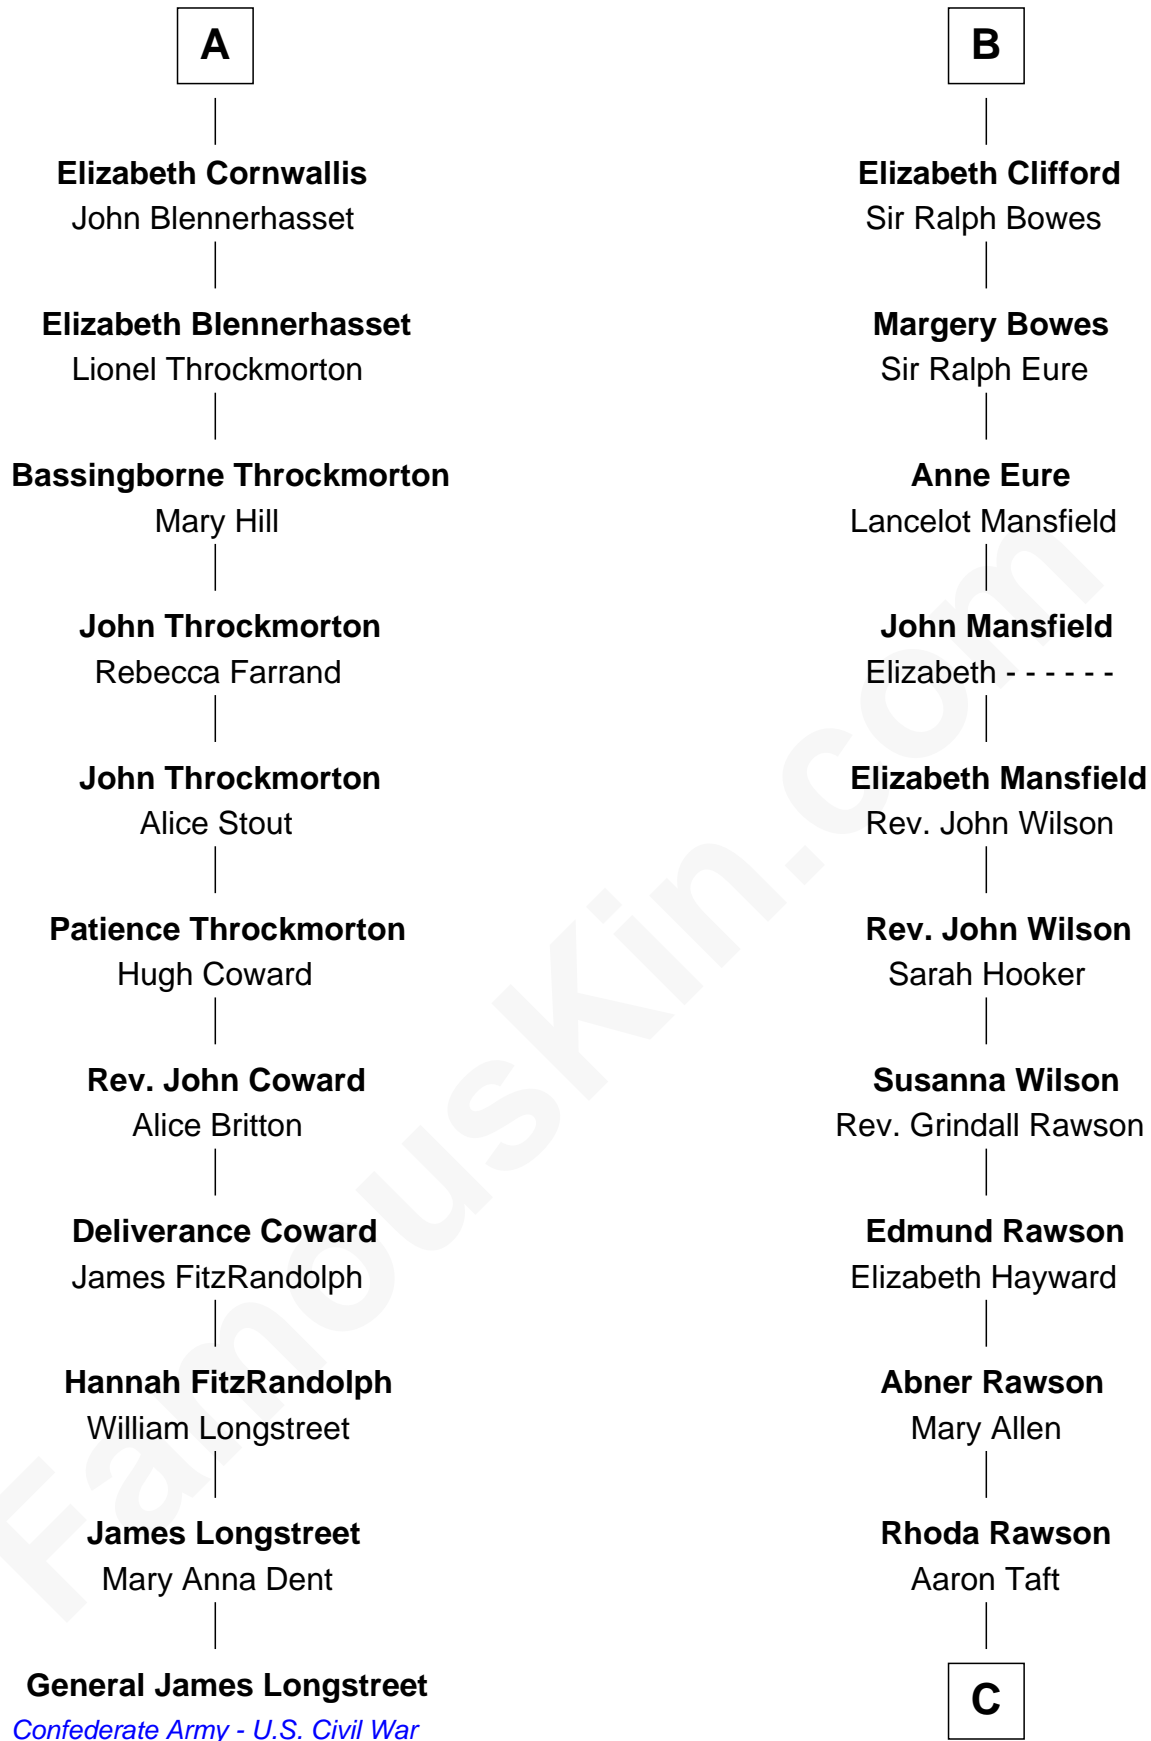 A
Elizabeth Cornwallis
John Blennerhasset
Elizabeth Blennerhasset
Lionel Throckmorton
Bassingborne Throckmorton
Mary Hill
John Throckmorton
Rebecca Farrand
John Throckmorton
Alice Stout
Patience Throckmorton
Hugh Coward
Rev. John Coward
Alice Britton
Deliverance Coward
James FitzRandolph
Hannah FitzRandolph
William Longstreet
James Longstreet
Mary Anna Dent
General James Longstreet
Confederate Army - U.S. Civil War
B
Elizabeth Clifford
Sir Ralph Bowes
Margery Bowes
Sir Ralph Eure
Anne Eure
Lancelot Mansfield
John Mansfield
Elizabeth - - - - - -
Elizabeth Mansfield
Rev. John Wilson
Rev. John Wilson
Sarah Hooker
Susanna Wilson
Rev. Grindall Rawson
Edmund Rawson
Elizabeth Hayward
Abner Rawson
Mary Allen
Rhoda Rawson
Aaron Taft
C
FamousKin.com